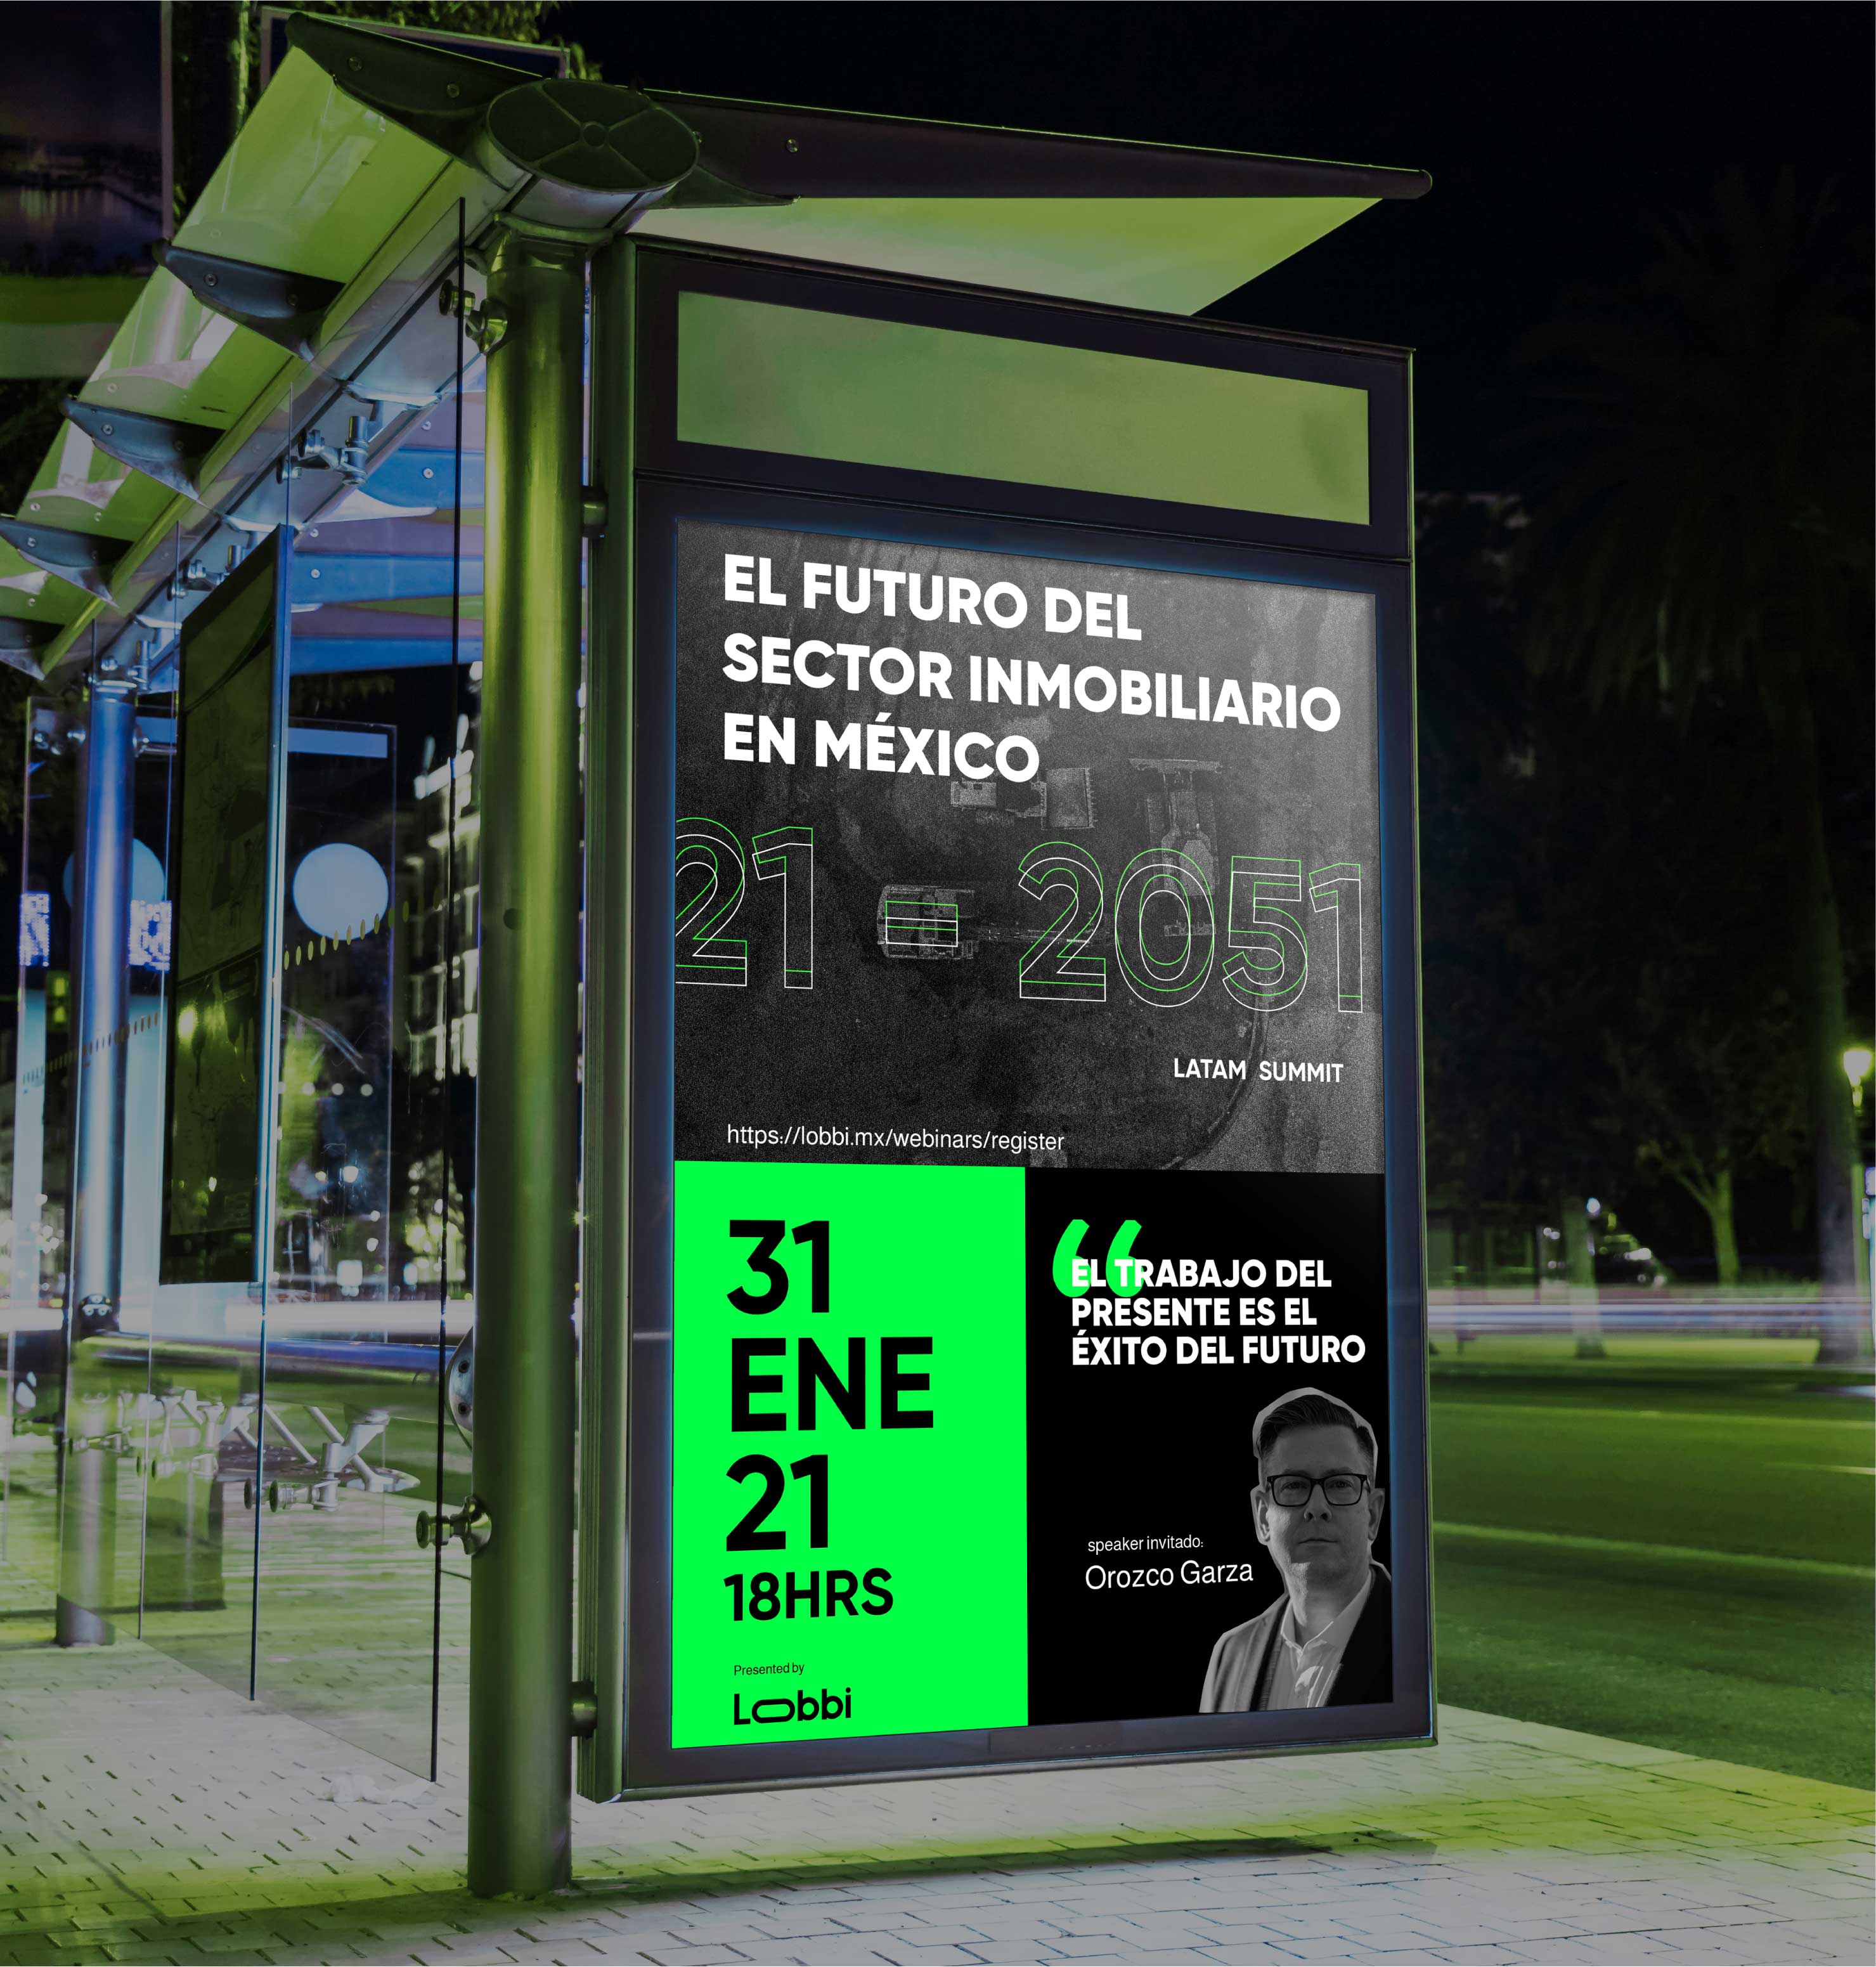 EL FUTURO DEL
SECTOR INMOBILIARIO
EN MÉXICO
21 = 2051
LATAM SUMMIT
https://lobbi.mx/webinars/register
31
ENE
21
18HRS
Presented by
Lobbi
“
EL TRABAJO DEL
PRESENTE ES EL
ÉXITO DEL FUTURO
speaker invitado:
Orozco Garza